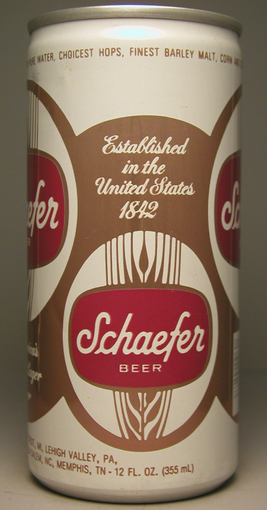 WATER, CHOICEST HOPS, FINEST BARLEY MALT, CORN
Established
in the
United States
1842
Schaefer
BEER
LEHIGH VALLEY, PA,
NC, MEMPHIS, TN - 12 FL. OZ. (355 mL)